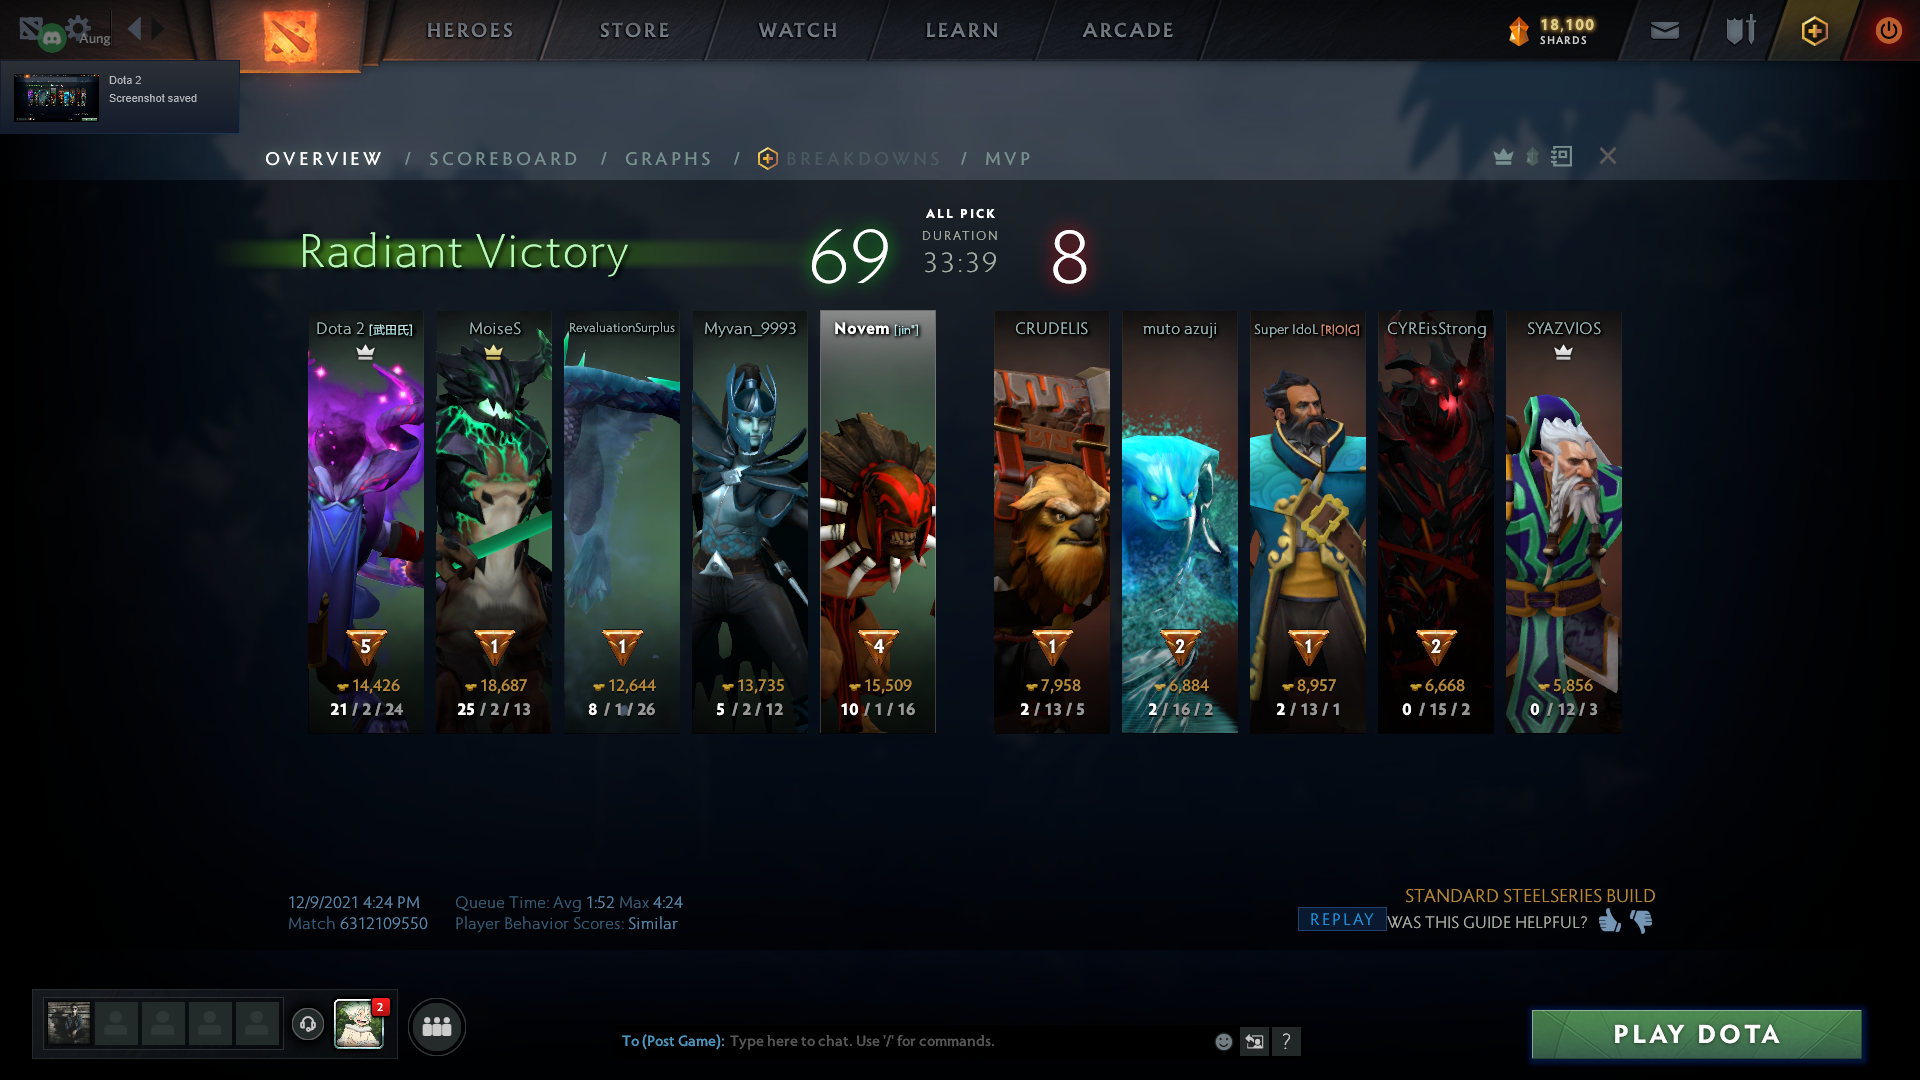 Aung
HEROES
STORE
WATCH
LEARN
ARCADE
18,100
SHARDS
Dota 2
Screenshot saved
OVERVIEW / SCOREBOARD / GRAPHS / BREAKDOWNS / MVP
Radiant Victory
69
ALL PICK
DURATION
33:39
8
Dota 2 [武田氏]
MoiseS
RevaluationSurplus
Myvan_9993
Novem [jin*]
CRUDELIS
muto azuji
Super IdoL [R|O|G]
CYREisStrong
SYAZVIOS
5
1
1
4
1
2
1
2
14,426
18,687
12,644
13,735
15,509
7,958
6,884
8,957
6,668
5,856
21 / 2 / 24
25 / 2 / 13
8 / 1 / 26
5 / 2 / 12
10 / 1 / 16
2 / 13 / 5
2 / 16 / 2
2 / 13 / 1
0 / 15 / 2
0 / 12 / 3
12/9/2021 4:24 PM
Queue Time: Avg 1:52 Max 4:24
Match 6312109550
Player Behavior Scores: Similar
STANDARD STEELSERIES BUILD
REPLAY
WAS THIS GUIDE HELPFUL?
2
To (Post Game): Type here to chat. Use '/' for commands.
?
PLAY DOTA